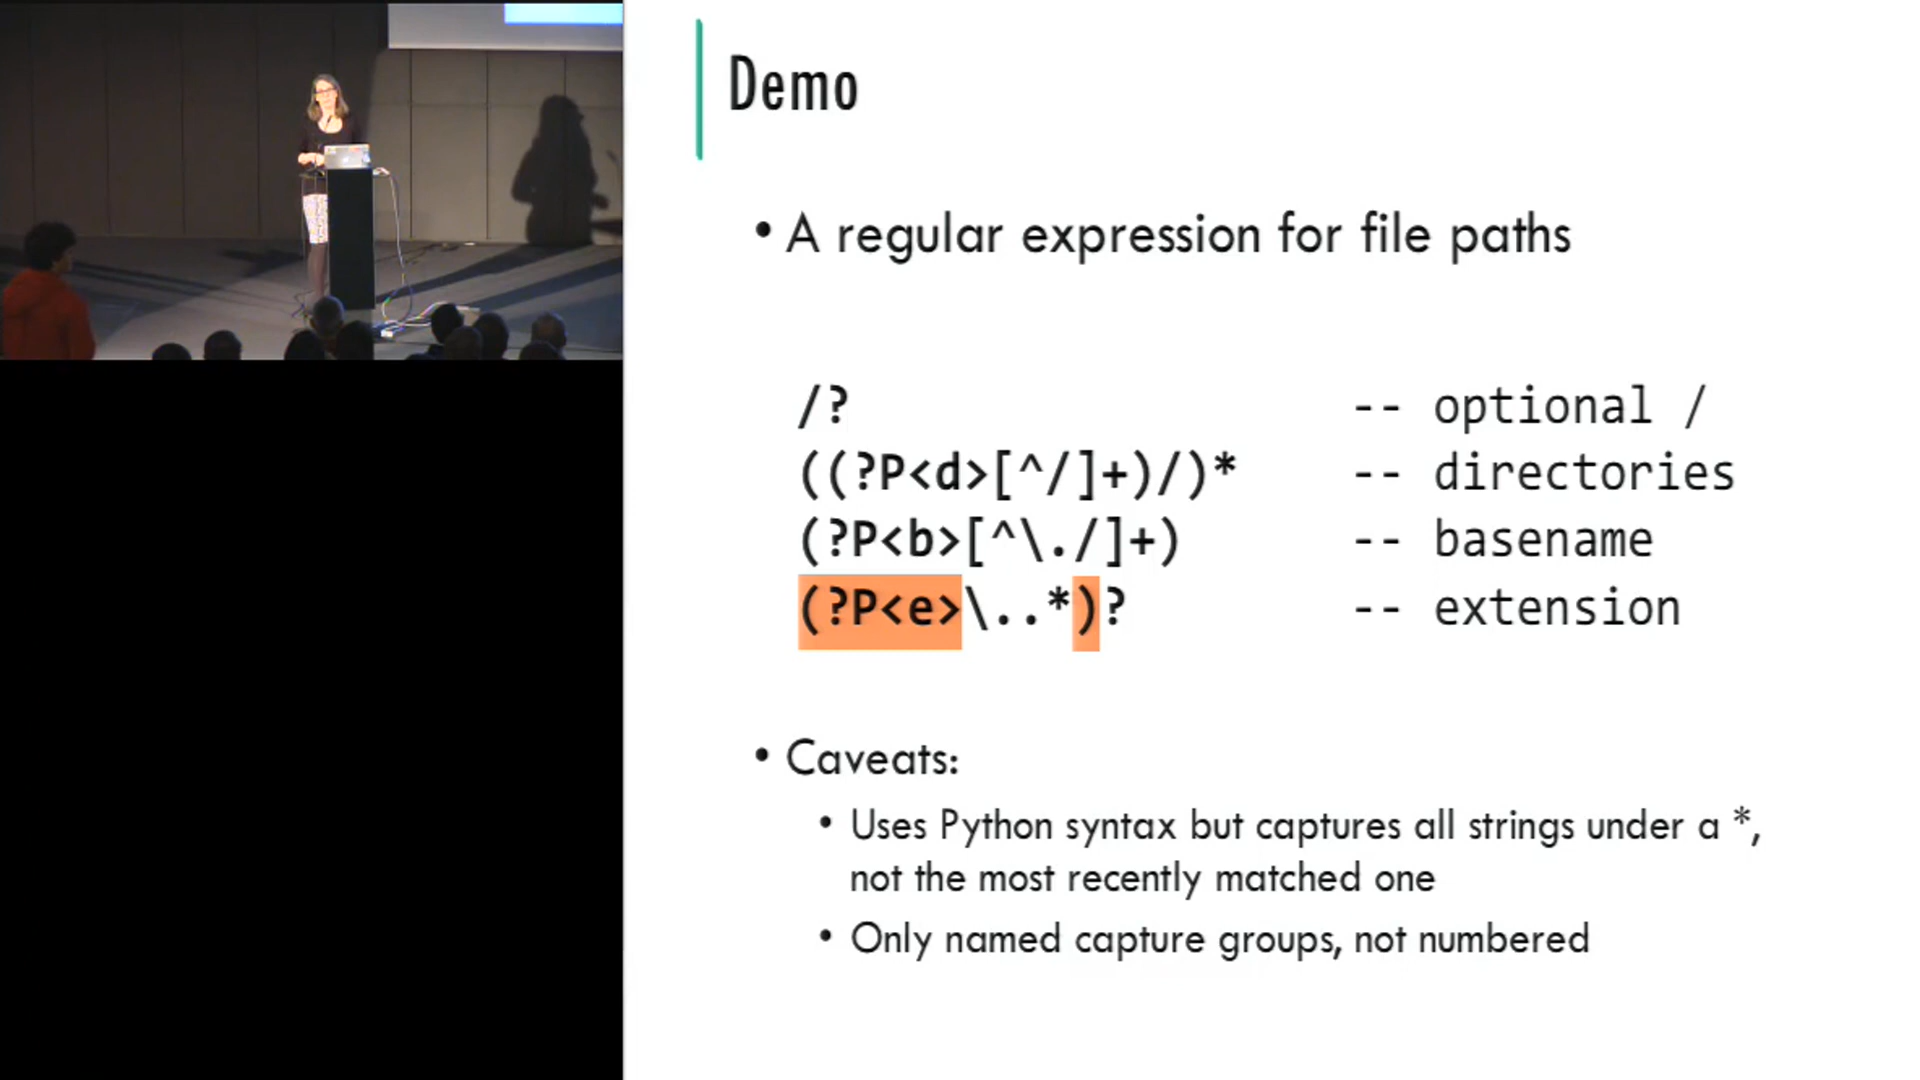 Demo
• A regular expression for file paths
/? -- optional /
((?P<d>[^/]+)/)* -- directories
(?P<b>[^\./]+) -- basename
(?P<e>\..*)? -- extension
• Caveats:
• Uses Python syntax but captures all strings under a *,
not the most recently matched one
• Only named capture groups, not numbered